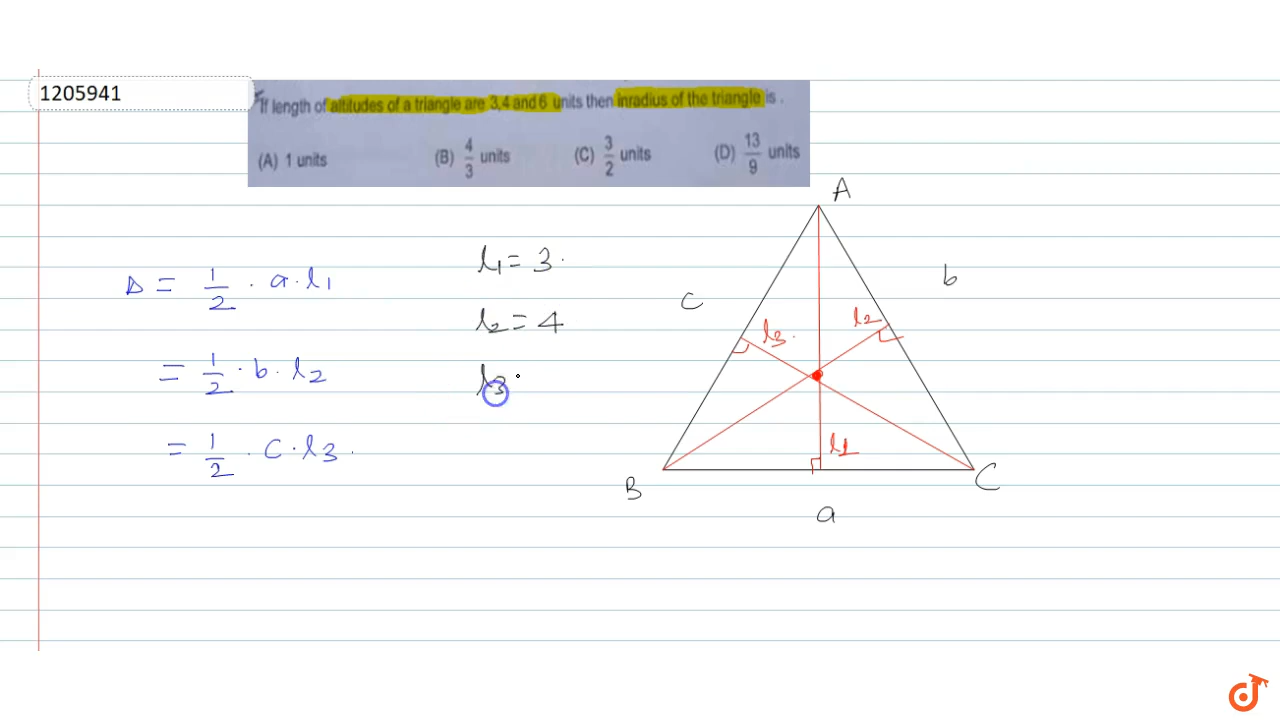 1205941
If length of altitudes of a triangle are 3,4 and 6 units then inradius of the triangle is .
(A) 1 units (B) 4/3 units (C) 3/2 units (D) 13/9 units
A
b
c
l1 = 3.
Δ = 1/2 · a · l1
l2 = 4
l3. l2
= 1/2 · b · l2
l3
= 1/2 · c · l3.
l1
B
C
a